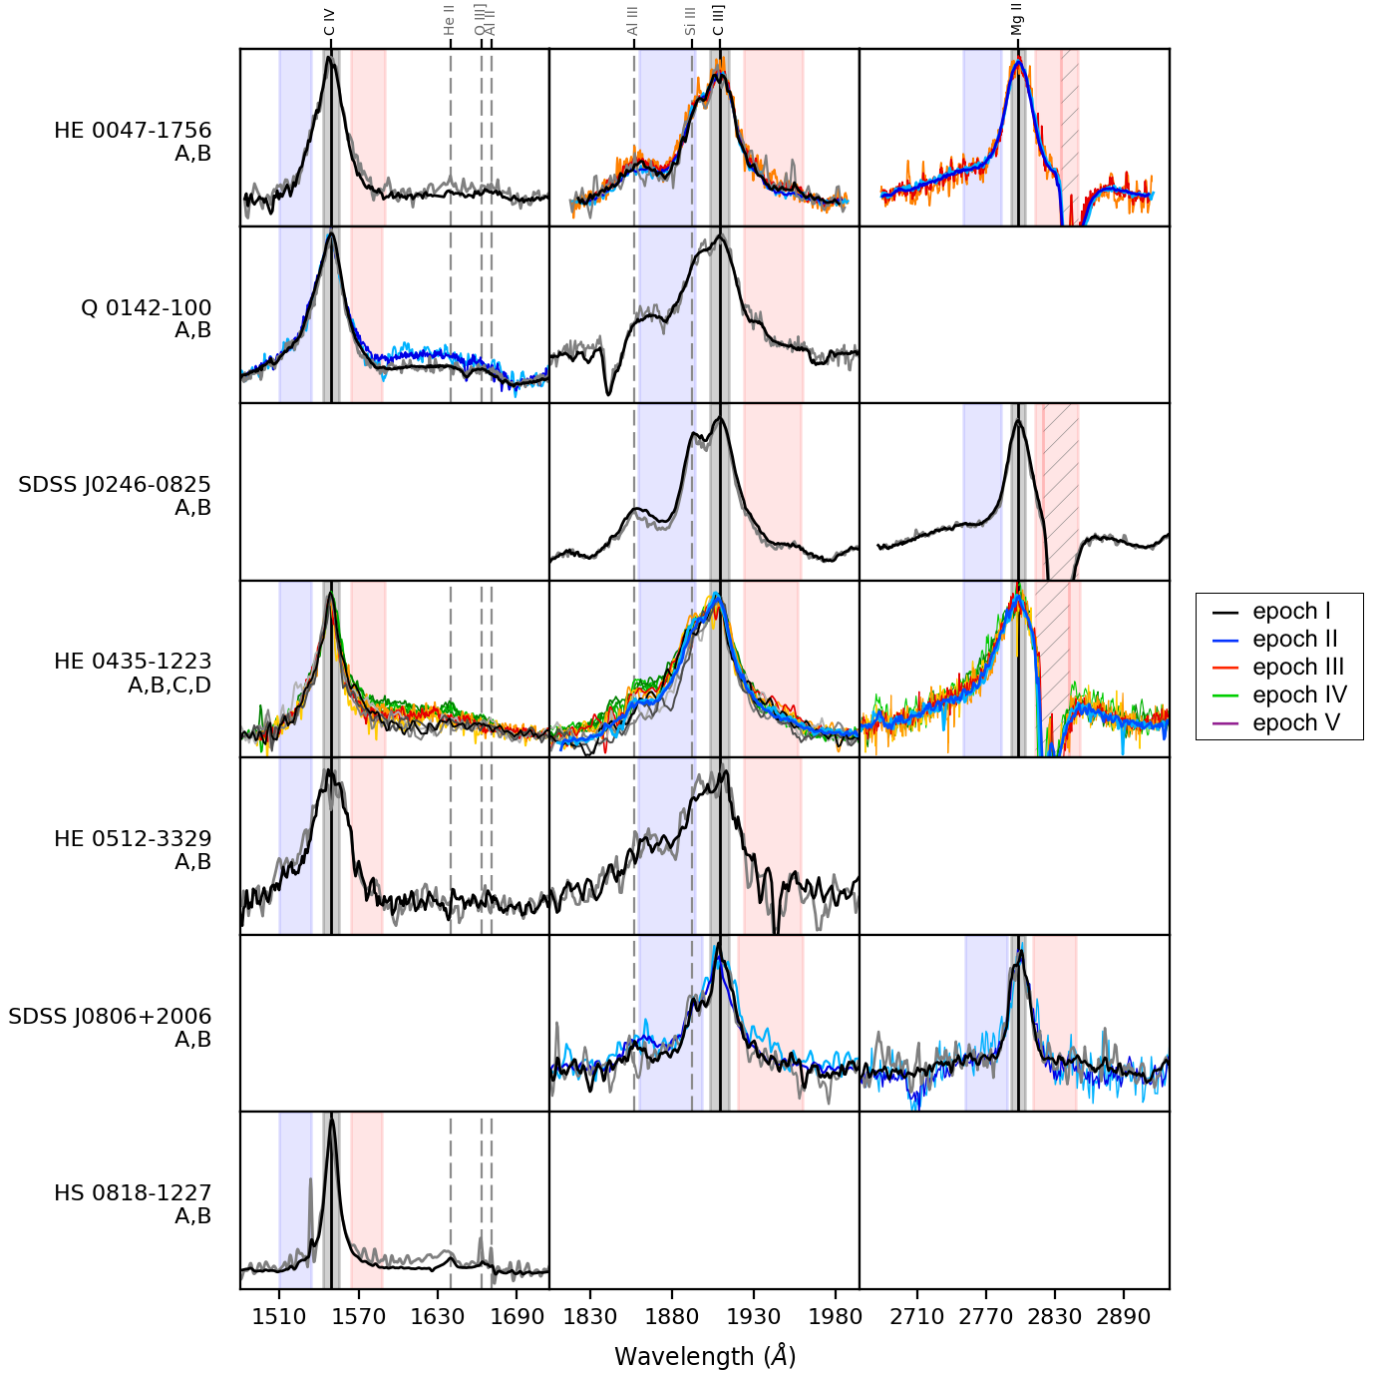 C IV
He II
O III]
Al II
Al III
Si III
C III]
Mg II
HE 0047-1756
A,B
Q 0142-100
A,B
SDSS J0246-0825
A,B
HE 0435-1223
A,B,C,D
HE 0512-3329
A,B
SDSS J0806+2006
A,B
HS 0818-1227
A,B
epoch I
epoch II
epoch III
epoch IV
epoch V
1510 1570 1630 1690 1830 1880 1930 1980 2710 2770 2830 2890
Wavelength (Å)